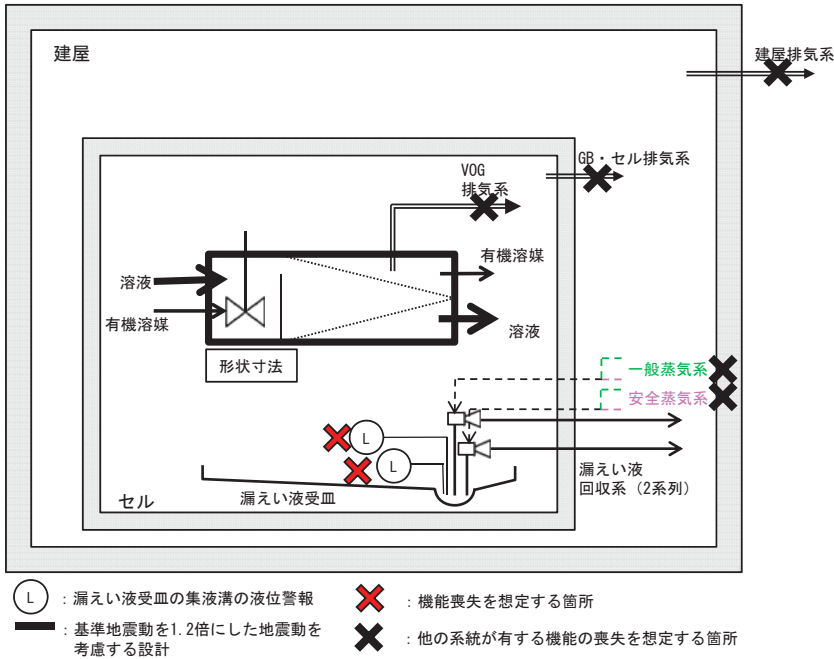 建屋
建屋排気系
GB・セル排気系
VOG
排気系
溶液
有機溶媒
有機溶媒
溶液
形状寸法
一般蒸気系
安全蒸気系
L
L
漏えい液
回収系（2系列）
漏えい液受皿
セル
L ：漏えい液受皿の集液溝の液位警報
：機能喪失を想定する箇所
：基準地震動を1.2倍にした地震動を
考慮する設計
：他の系統が有する機能の喪失を想定する箇所